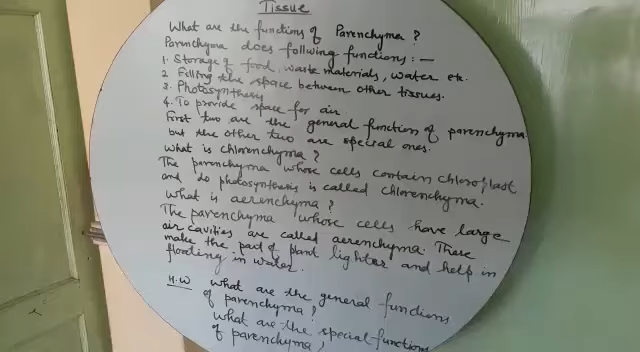 Tissue
What are the functions of Parenchyma?
Parenchyma does follwing functions:-
1. Storage of food, waste materials, water etc.
2 Filling the space between other tissues.
3. Photosynthesis
4. To provide space for air
First two are the general function of parenchyma
but the other two are special ones.
What is chlorenchyma?
The parenchyma whose cells contain chloroplast
and do photosynthesis is called chlorenchyma.
What is aerenchyma?
The parenchyma whose cells have large
air cavities are called aerenchyma. These
make the part of plant lighter and help in
floating in water.
H.W What are the general functions
of parenchyma?
What are the special functions
of parenchyma?